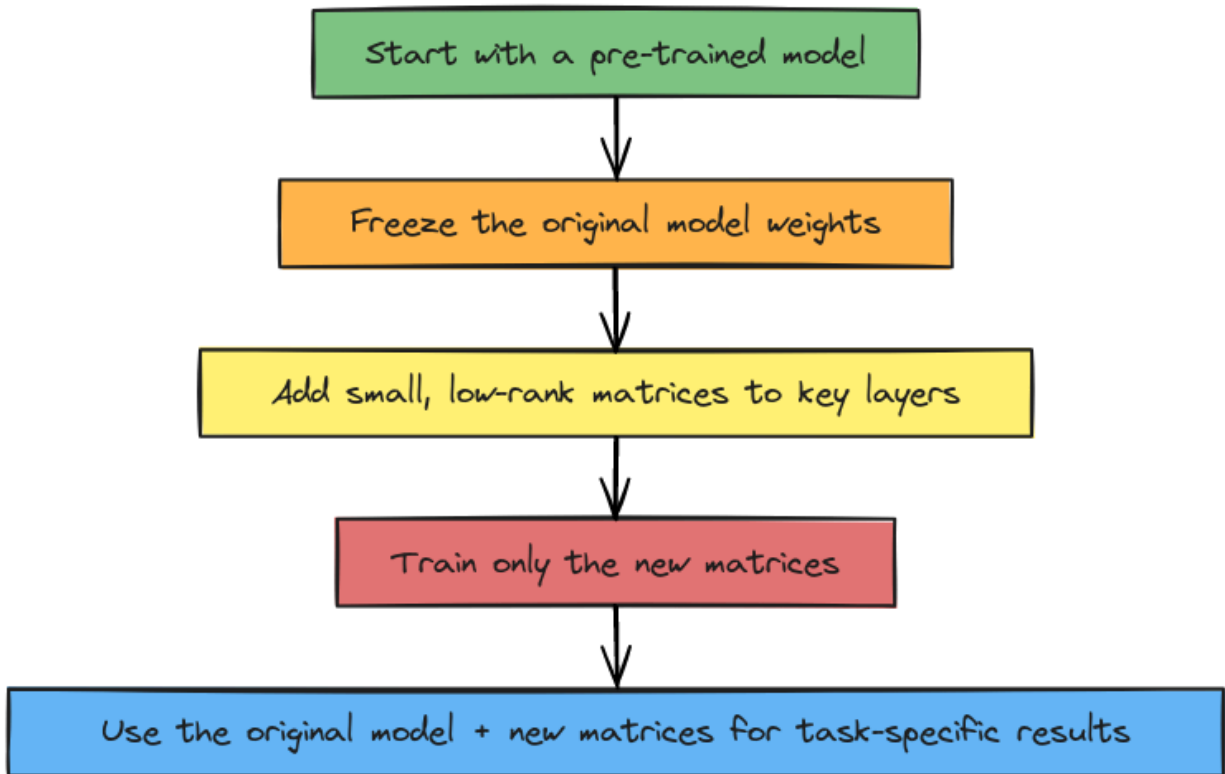 Start with a pre-trained model
Freeze the original model weights
Add small, low-rank matrices to key layers
Train only the new matrices
Use the original model + new matrices for task-specific results